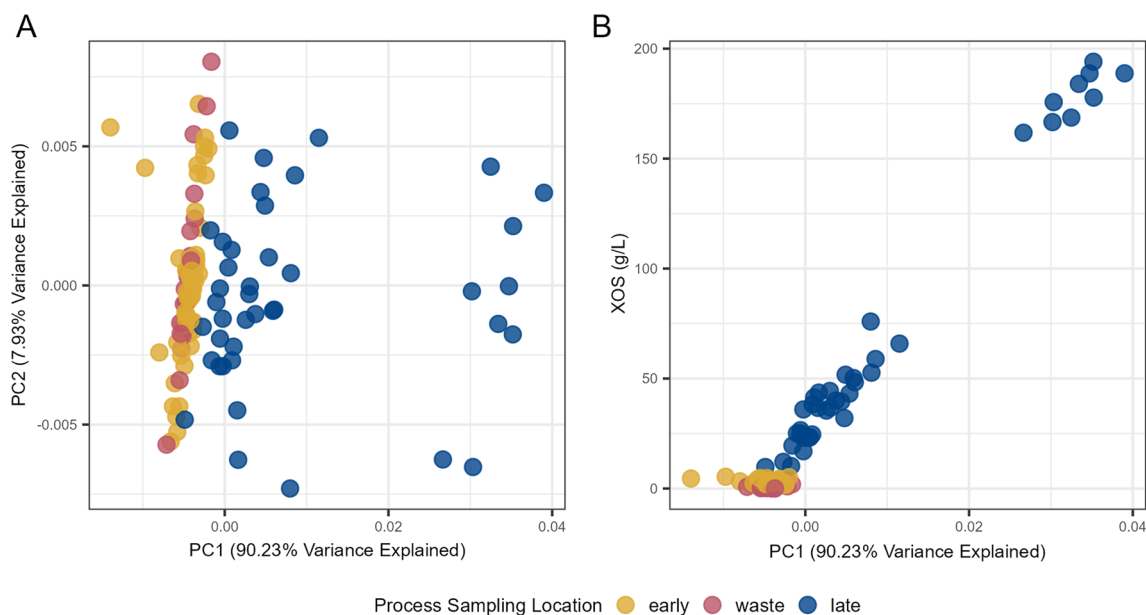 A
B
PC2 (7.93% Variance Explained)
0.005
0.000
-0.005
0.00
0.02
0.04
PC1 (90.23% Variance Explained)
XOS (g/L)
200
150
100
50
0
0.00
0.02
0.04
PC1 (90.23% Variance Explained)
Process Sampling Location early waste late